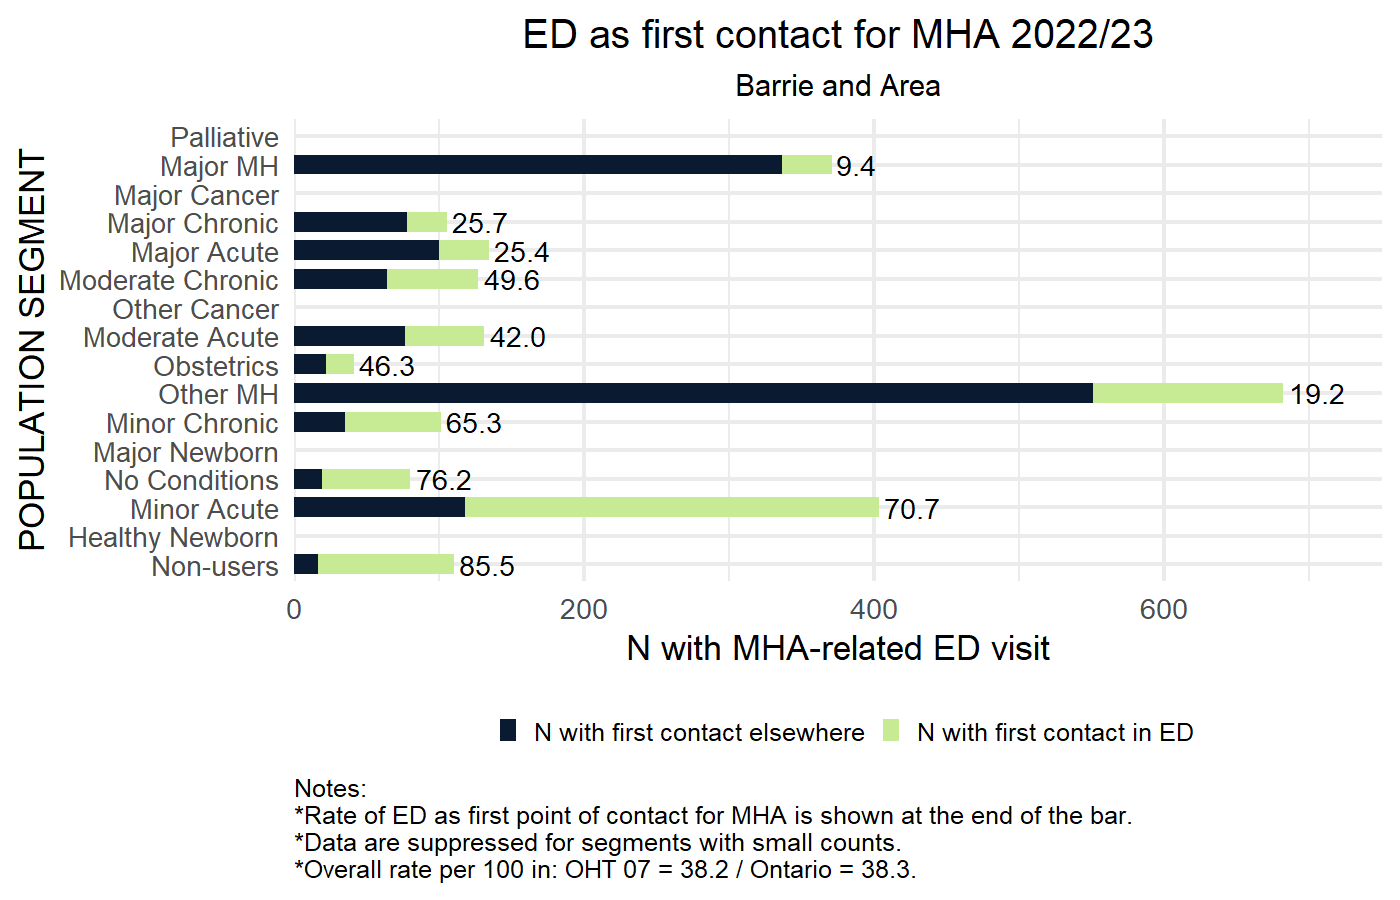 ED as first contact for MHA 2022/23
Barrie and Area
POPULATION SEGMENT
Palliative
Major MH 9.4
Major Cancer
Major Chronic 25.7
Major Acute 25.4
Moderate Chronic 49.6
Other Cancer
Moderate Acute 42.0
Obstetrics 46.3
Other MH 19.2
Minor Chronic 65.3
Major Newborn
No Conditions 76.2
Minor Acute 70.7
Healthy Newborn
Non-users 85.5
0 200 400 600
N with MHA-related ED visit
N with first contact elsewhere N with first contact in ED
Notes:
*Rate of ED as first point of contact for MHA is shown at the end of the bar.
*Data are suppressed for segments with small counts.
*Overall rate per 100 in: OHT 07 = 38.2 / Ontario = 38.3.